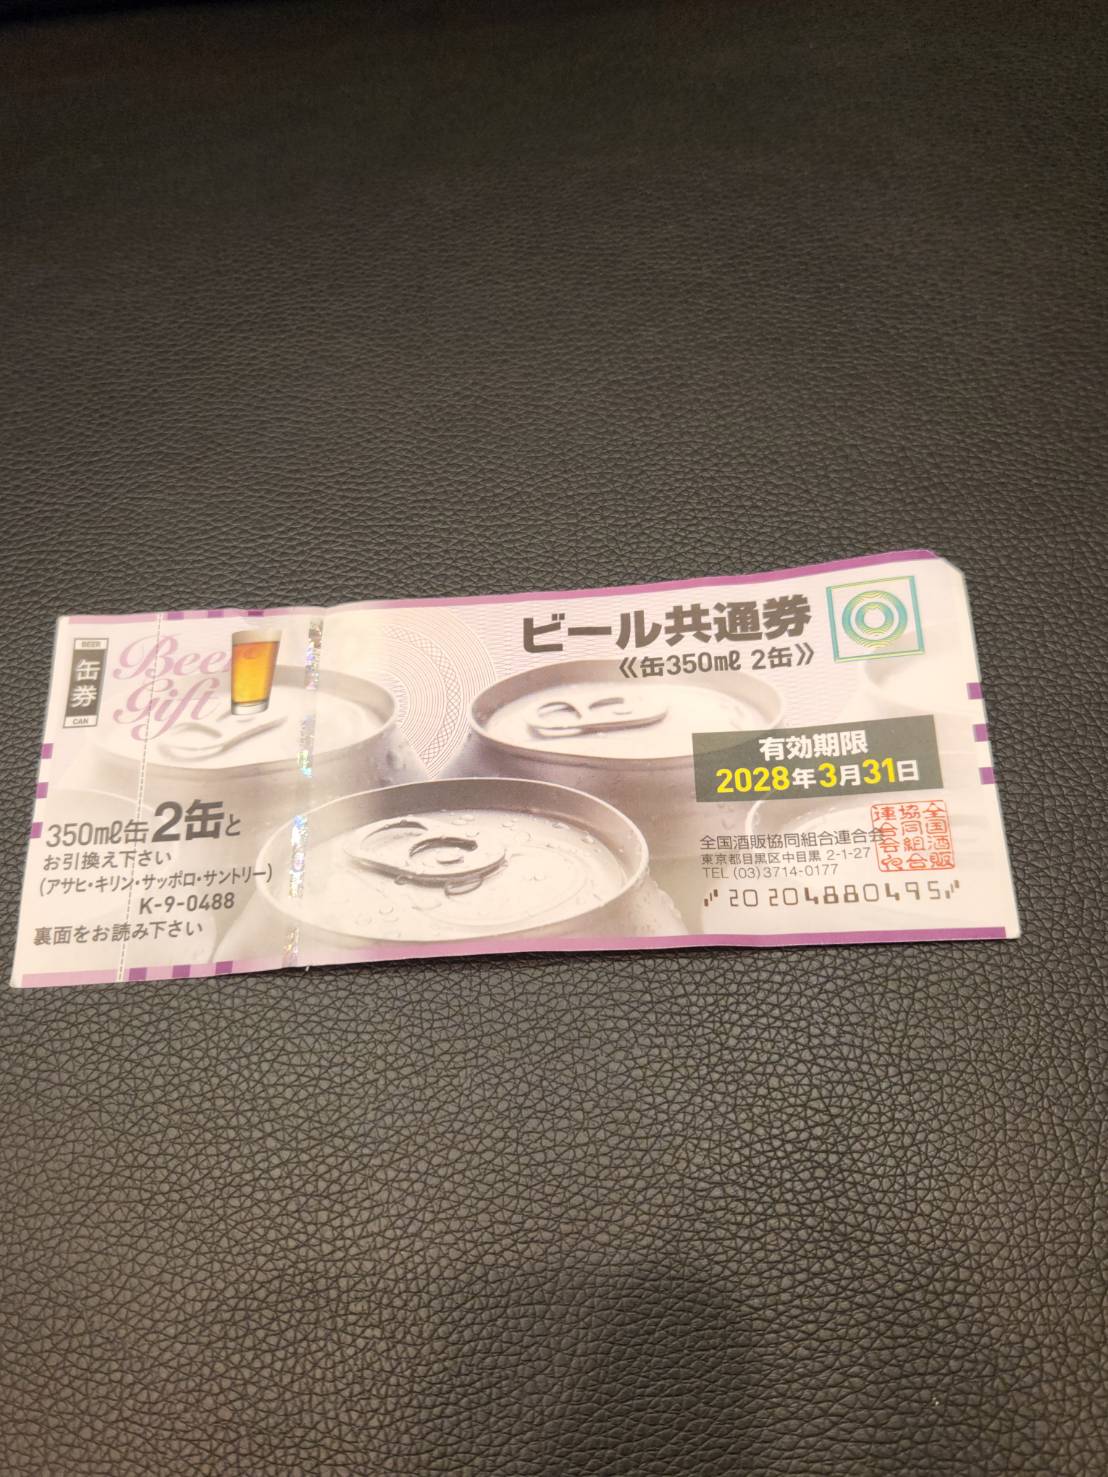 BEER
缶券
CAN
Beer
Gift
350mℓ缶2缶と
お引換え下さい
(アサヒ・キリン・サッポロ・サントリー)
K-9-0488
裏面をお読み下さい
ビール共通券
《缶350mℓ 2缶》
有効期限
2028年3月31日
全国酒販協同組合連合会
東京都目黒区中目黒 2-1-27
TEL (03)3714-0177
20 204880495
全国酒販
協同組合
連合会